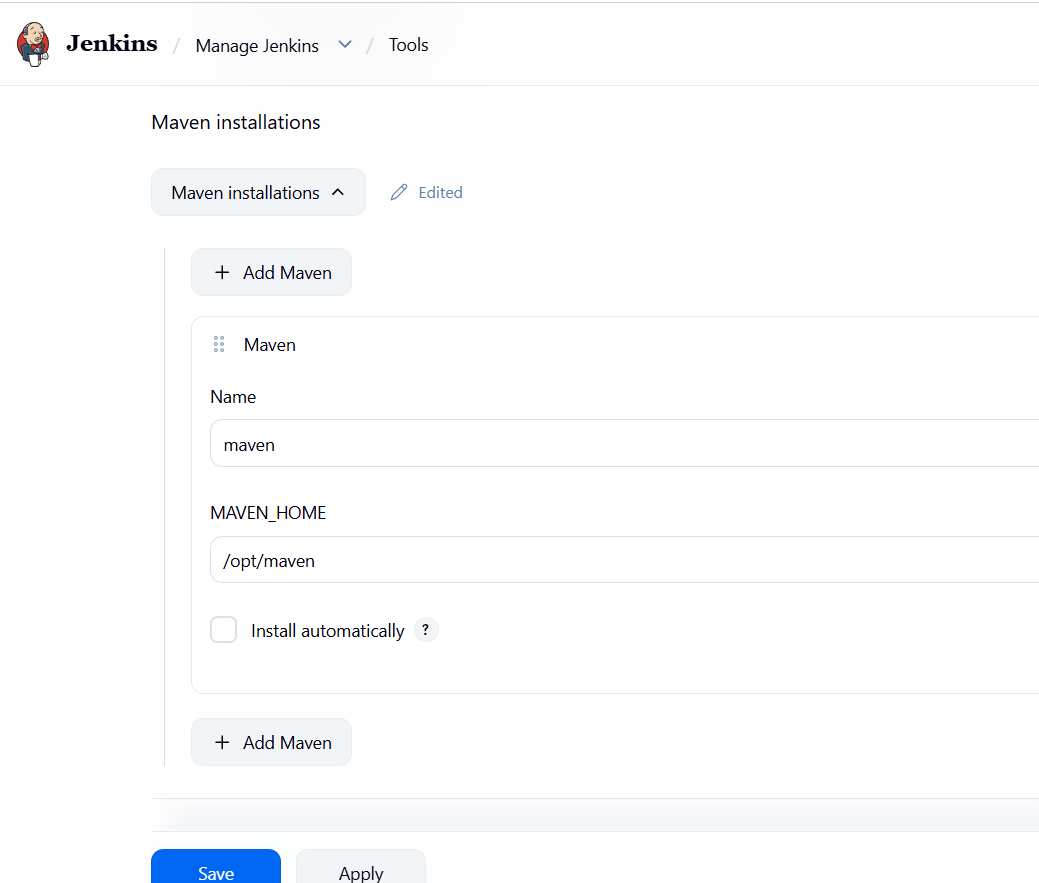 Jenkins / Manage Jenkins / Tools
Maven installations
Maven installations Edited
+ Add Maven
Maven
Name
maven
MAVEN_HOME
/opt/maven
Install automatically ?
+ Add Maven
Save Apply